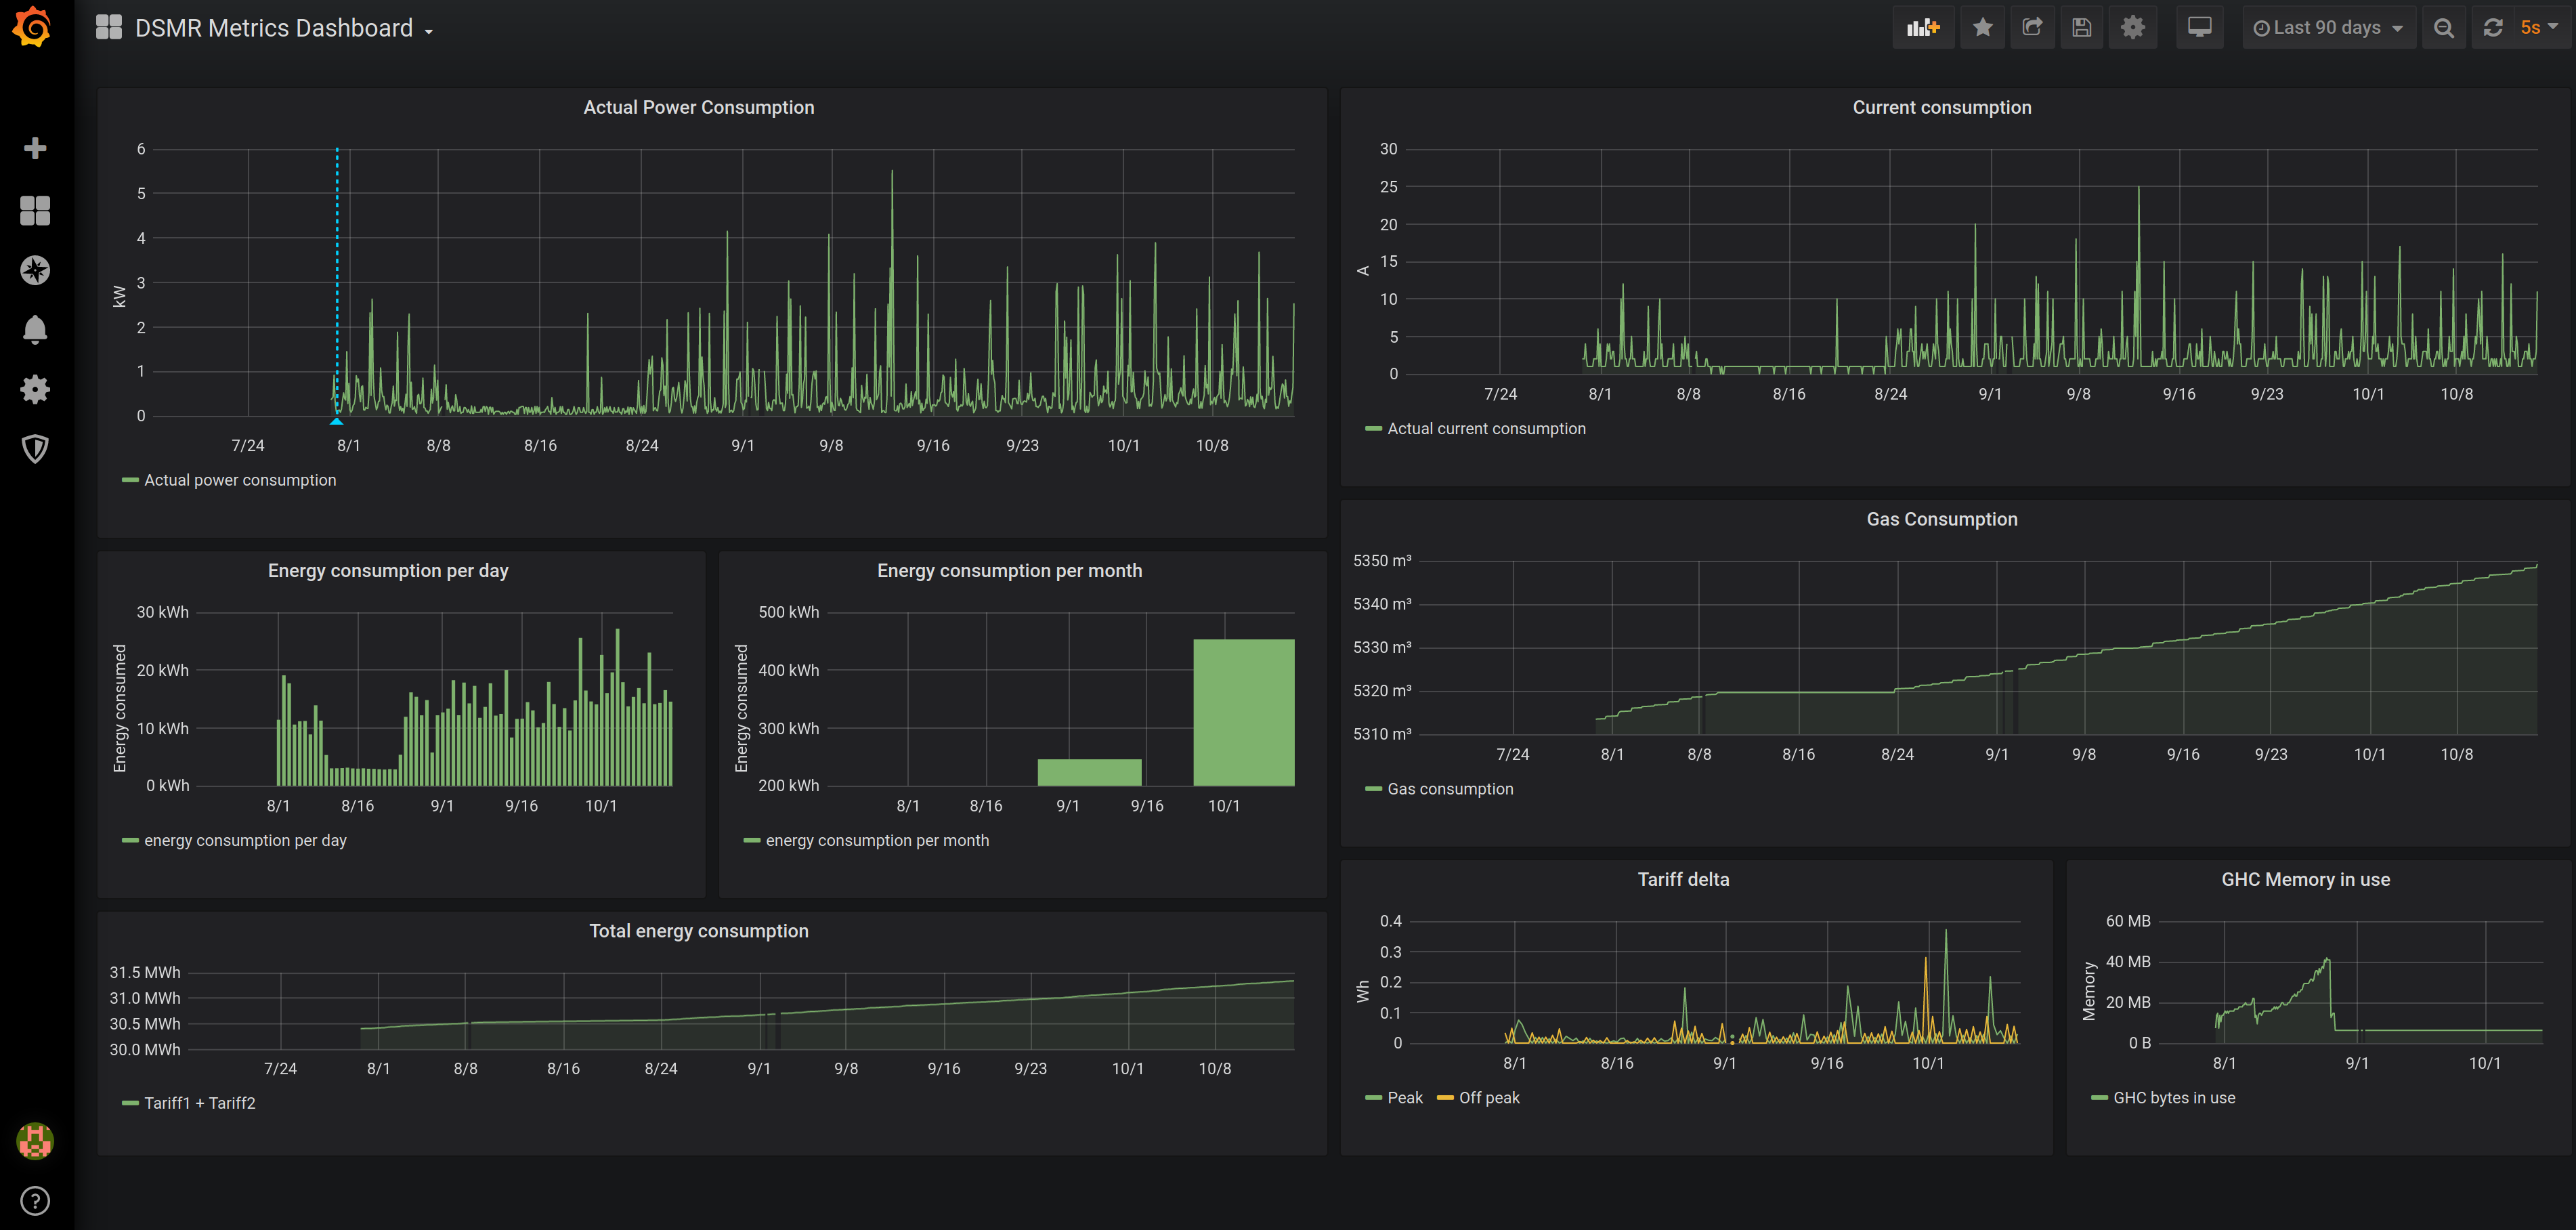 DSMR Metrics Dashboard
Last 90 days
5s
Actual Power Consumption
kW
6
5
4
3
2
1
0
7/24 8/1 8/8 8/16 8/24 9/1 9/8 9/16 9/23 10/1 10/8
Actual power consumption
Current consumption
A
30
25
20
15
10
5
0
7/24 8/1 8/8 8/16 8/24 9/1 9/8 9/16 9/23 10/1 10/8
Actual current consumption
Energy consumption per day
Energy consumed
30 kWh
20 kWh
10 kWh
0 kWh
8/1 8/16 9/1 9/16 10/1
energy consumption per day
Energy consumption per month
Energy consumed
500 kWh
400 kWh
300 kWh
200 kWh
8/1 8/16 9/1 9/16 10/1
energy consumption per month
Gas Consumption
5350 m³
5340 m³
5330 m³
5320 m³
5310 m³
7/24 8/1 8/8 8/16 8/24 9/1 9/8 9/16 9/23 10/1 10/8
Gas consumption
Total energy consumption
31.5 MWh
31.0 MWh
30.5 MWh
30.0 MWh
7/24 8/1 8/8 8/16 8/24 9/1 9/8 9/16 9/23 10/1 10/8
Tariff1 + Tariff2
Tariff delta
Wh
0.4
0.3
0.2
0.1
0
8/1 8/16 9/1 9/16 10/1
Peak Off peak
GHC Memory in use
Memory
60 MB
40 MB
20 MB
0 B
8/1 9/1 10/1
GHC bytes in use
?